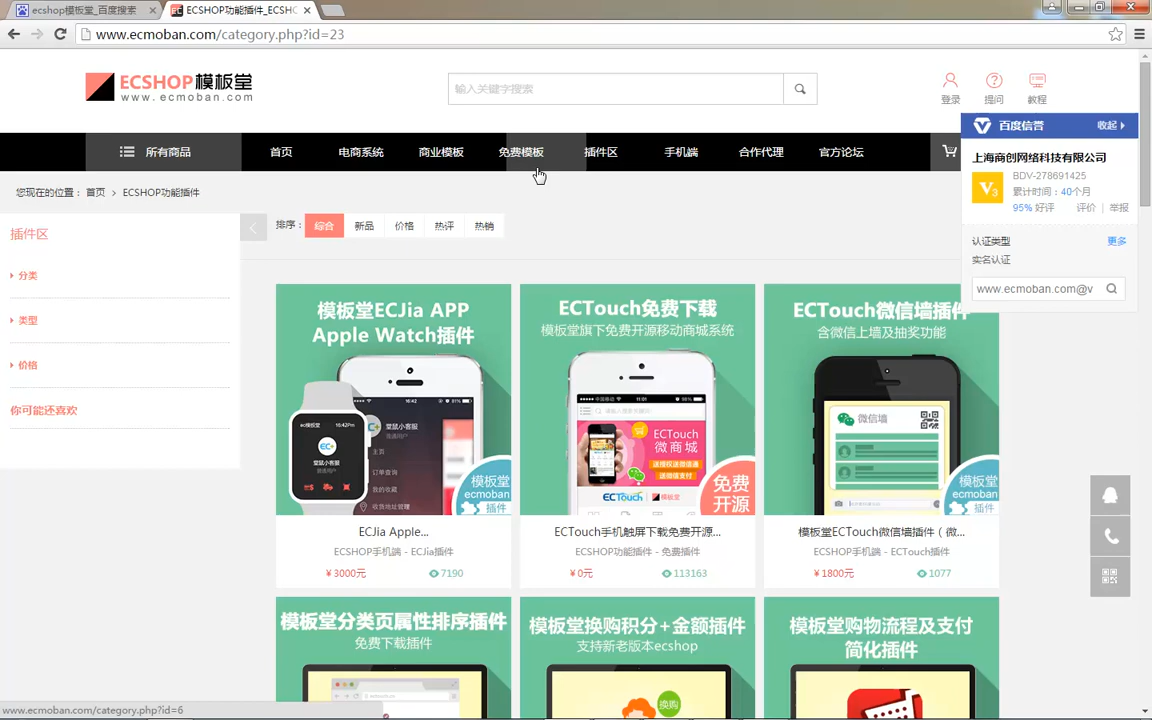 ecshop模板堂_百度搜索
ECSHOP功能插件_ECSHO
www.ecmoban.com/category.php?id=23
ECSHOP模板堂
www.ecmoban.com
输入关键字搜索
登录
提问
教程
百度信誉
收起
所有商品
首页
电商系统
商业模板
免费模板
插件区
手机端
合作代理
官方论坛
上海商创网络科技有限公司
V3
BDV-278691425
累计时间：40个月
95% 好评
评价 | 举报
认证类型
更多
实名认证
www.ecmoban.com@v
您现在的位置： 首页 > ECSHOP功能插件
插件区
分类
类型
价格
你可能还喜欢
排序：
综合
新品
价格
热评
热销
模板堂ECJia APP
Apple Watch插件
模板堂
ecmoban
插件
ECJia Apple...
ECSHOP手机端 - ECJia插件
¥3000元
7190
ECTouch免费下载
模板堂旗下免费开源移动商城系统
ECTouch
微商城
ECTouch
模板堂
免费
开源
ECTouch手机触屏下载免费开源...
ECSHOP功能插件 - 免费插件
¥0元
113163
ECTouch微信墙插件
含微信上墙及抽奖功能
微信墙
模板堂
ecmoban
插件
模板堂ECTouch微信墙插件（微...
ECSHOP手机端 - ECTouch插件
¥1800元
1077
模板堂分类页属性排序插件
免费下载插件
模板堂换购积分+金额插件
支持新老版本ecshop
换购
模板堂购物流程及支付
简化插件
www.ecmoban.com/category.php?id=6